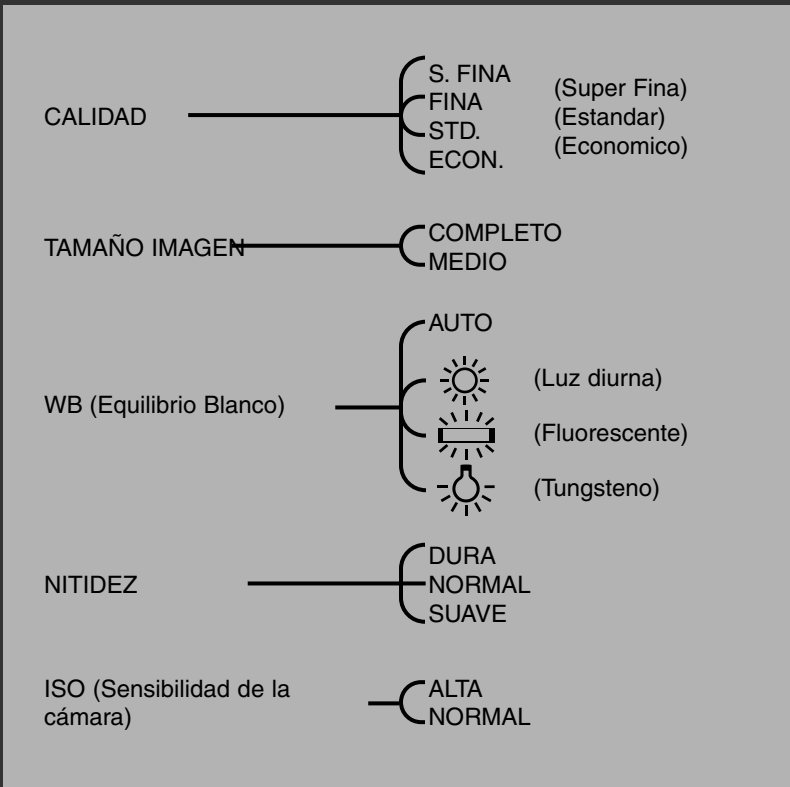 CALIDAD
S. FINA
FINA
STD.
ECON.
(Super Fina)
(Estandar)
(Economico)
TAMAÑO IMAGEN
COMPLETO
MEDIO
WB (Equilibrio Blanco)
AUTO
(Luz diurna)
(Fluorescente)
(Tungsteno)
NITIDEZ
DURA
NORMAL
SUAVE
ISO (Sensibilidad de la
cámara)
ALTA
NORMAL